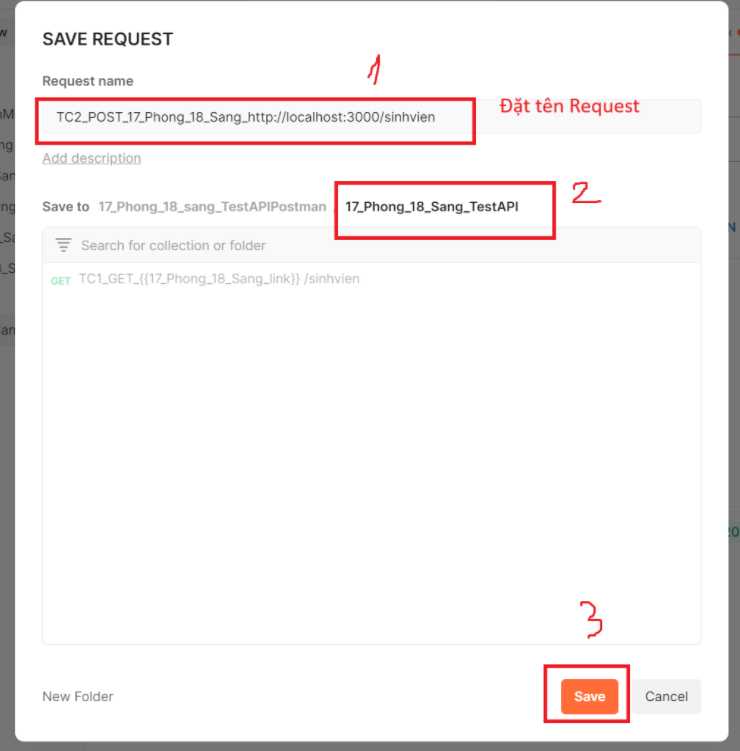 w
SAVE REQUEST
1
Request name
TC2_POST_17_Phong_18_Sang_http://localhost:3000/sinhvien
Đặt tên Request
Add description
2
Save to 17_Phong_18_sang_TestAPIPostman 17_Phong_18_Sang_TestAPI
Search for collection or folder
GET TC1_GET_{{17_Phong_18_Sang_link}} /sinhvien
3
New Folder
Save
Cancel